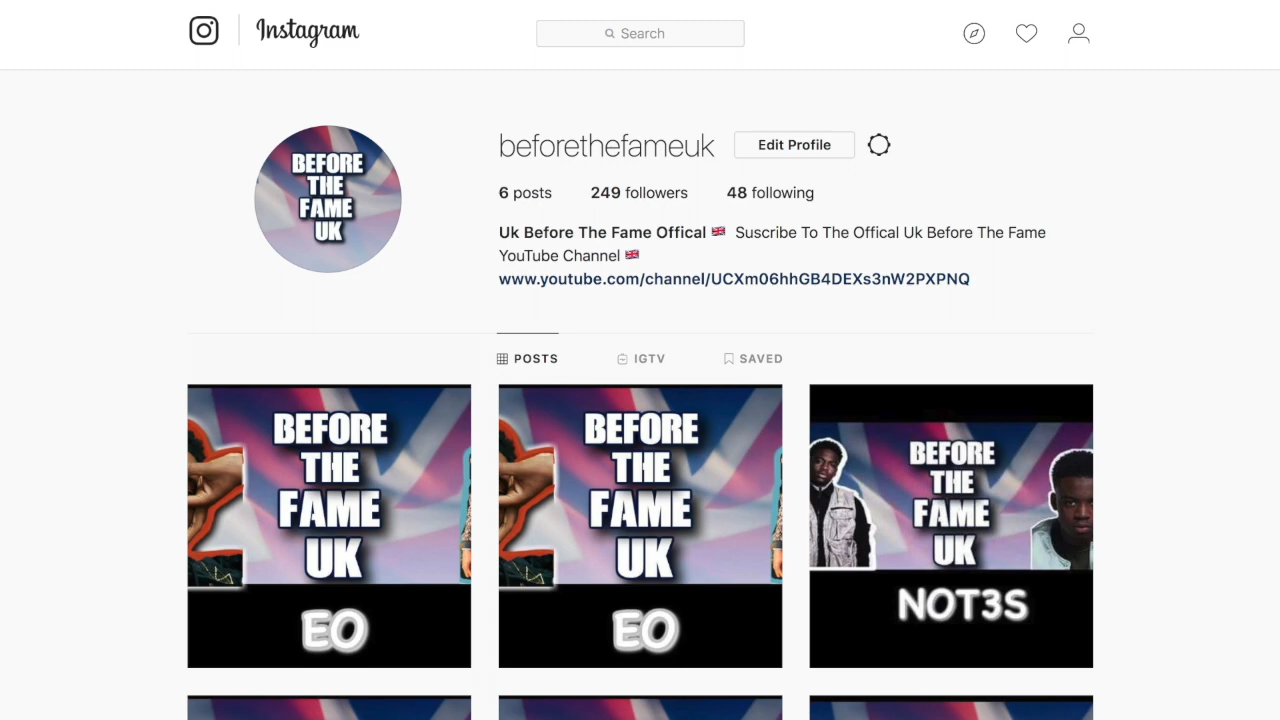 Instagram
Search
beforethefameuk
Edit Profile
6 posts 249 followers 48 following
Uk Before The Fame Offical 🇬🇧 Suscribe To The Offical Uk Before The Fame
YouTube Channel 🇬🇧
www.youtube.com/channel/UCXm06hhGB4DEXs3nW2PXPNQ
BEFORE
THE
FAME
UK
POSTS IGTV SAVED
BEFORE
THE
FAME
UK
EO
BEFORE
THE
FAME
UK
EO
BEFORE
THE
FAME
UK
NOT3S